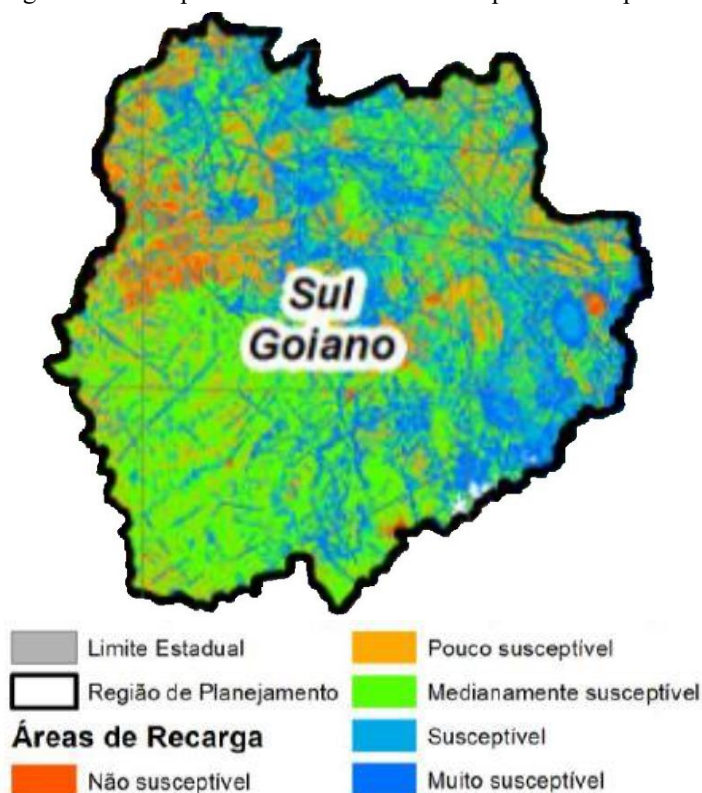 Sul
Goiano
Limite Estadual
Região de Planejamento
Áreas de Recarga
Não susceptível
Pouco susceptível
Medianamente susceptível
Susceptível
Muito susceptível